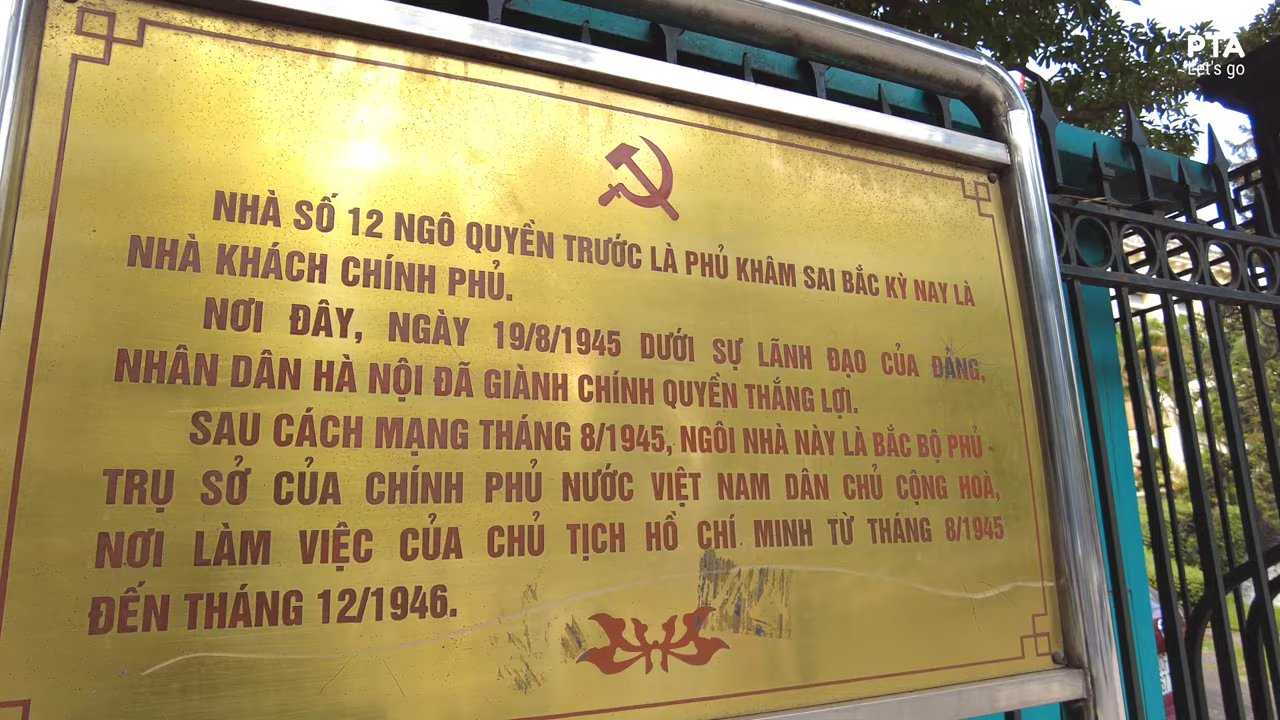 PTA
Let's go
NHÀ SỐ 12 NGÔ QUYỀN TRƯỚC LÀ PHỦ KHÂM SAI BẮC KỲ NAY LÀ
NHÀ KHÁCH CHÍNH PHỦ.
NƠI ĐÂY, NGÀY 19/8/1945 DƯỚI SỰ LÃNH ĐẠO CỦA ĐẢNG,
NHÂN DÂN HÀ NỘI ĐÃ GIÀNH CHÍNH QUYỀN THẮNG LỢI.
SAU CÁCH MẠNG THÁNG 8/1945, NGÔI NHÀ NÀY LÀ BẮC BỘ PHỦ -
TRỤ SỞ CỦA CHÍNH PHỦ NƯỚC VIỆT NAM DÂN CHỦ CỘNG HOÀ,
NƠI LÀM VIỆC CỦA CHỦ TỊCH HỒ CHÍ MINH TỪ THÁNG 8/1945
ĐẾN THÁNG 12/1946.